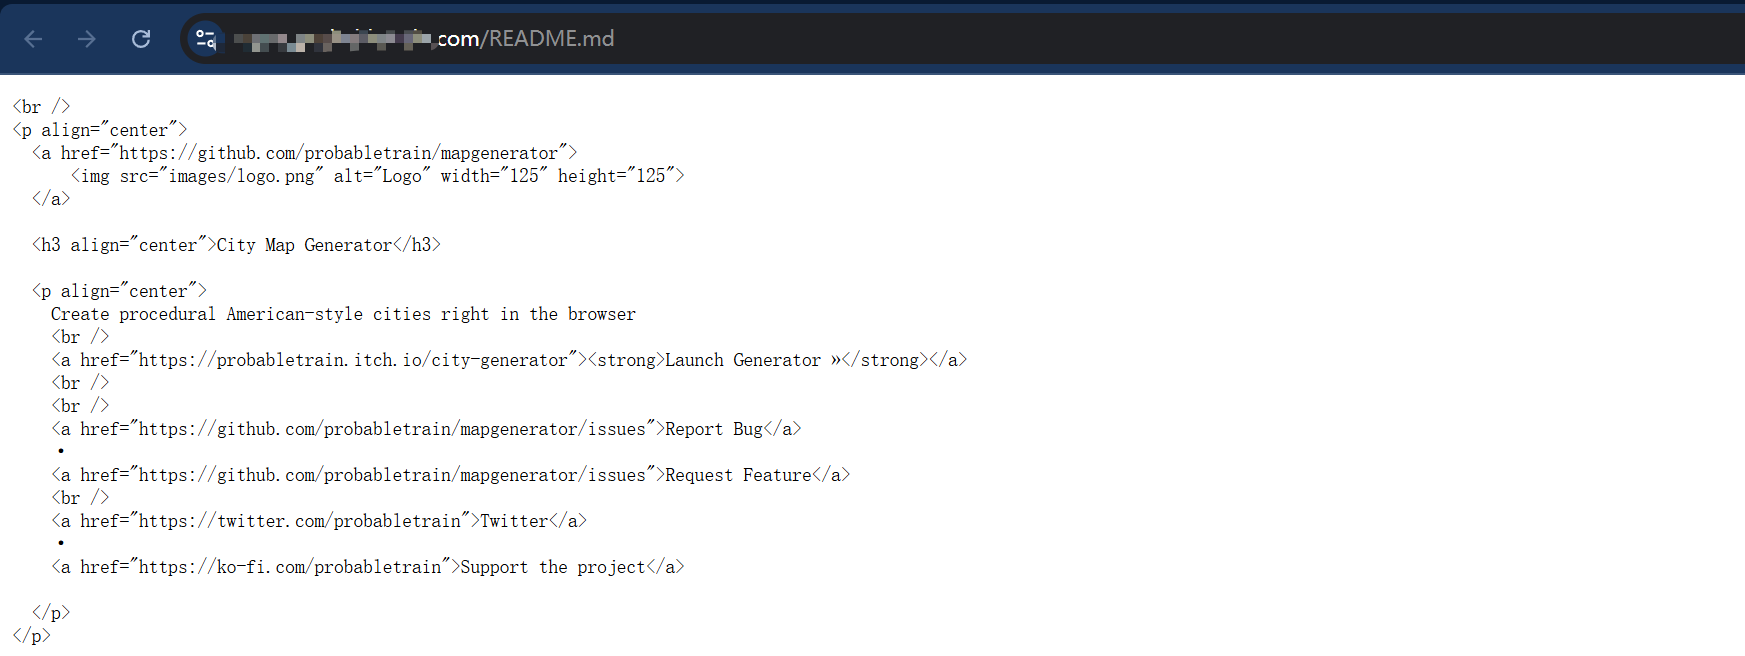 .com/README.md
<br />
<p align="center">
<a href="https://github.com/probabletrain/mapgenerator">
<img src="images/logo.png" alt="Logo" width="125" height="125">
</a>
<h3 align="center">City Map Generator</h3>
<p align="center">
Create procedural American-style cities right in the browser
<br />
<a href="https://probabletrain.itch.io/city-generator"><strong>Launch Generator »</strong></a>
<br />
<br />
<a href="https://github.com/probabletrain/mapgenerator/issues">Report Bug</a>
•
<a href="https://github.com/probabletrain/mapgenerator/issues">Request Feature</a>
<br />
<a href="https://twitter.com/probabletrain">Twitter</a>
•
<a href="https://ko-fi.com/probabletrain">Support the project</a>
</p>
</p>